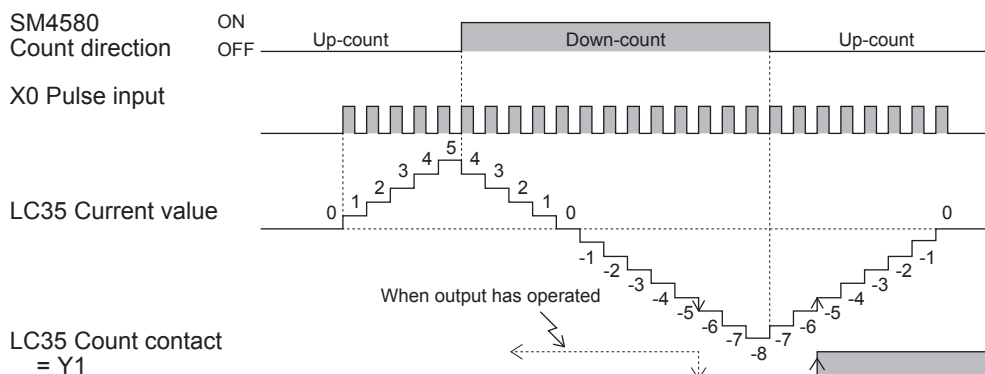 SM4580
Count direction
ON
OFF
Up-count
Down-count
Up-count
X0 Pulse input
LC35 Current value
0
1
2
3
4
5
4
3
2
1
0
-1
-2
-3
-4
-5
-6
-7
-8
-7
-6
-5
-4
-3
-2
-1
0
When output has operated
LC35 Count contact
= Y1